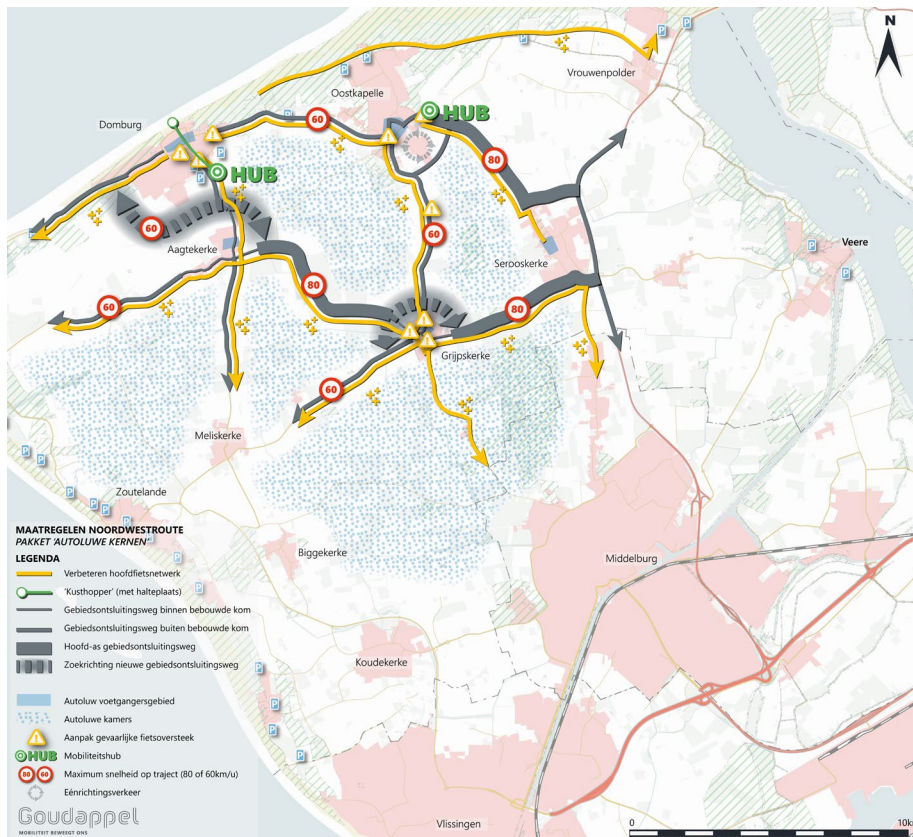 N
P
P
Vrouwenpolder
P
P
P
Oostkapelle
HUB
Domburg
60
P
HUB
80
60
60
Aagtekerke
Serooskerke
P
Veere
P
80
80
60
Grijpskerke
60
Meliskerke
P
P
P
P
P
P
Zoutelande
P
MAATREGELEN NOORDWESTROUTE
PAKKET 'AUTOLUWE KERNEN'
LEGENDA
Verbeteren hoofdfietsnetwerk
'Kusthopper' (met halteplaats)
Gebiedsontsluitingsweg binnen bebouwde kom
Gebiedsontsluitingsweg buiten bebouwde kom
Hoofd-as gebiedsontsluitingsweg
Zoekrichting nieuwe gebiedsontsluitingsweg
Autoluw voetgangersgebied
Autoluwe kamers
Aanpak gevaarlijke fietsoversteek
HUB Mobiliteitshub
80 60 Maximum snelheid op traject (80 of 60km/u)
Eénrichtingsverkeer
Goudappel
MOBILITEIT BEWEEGT ONS
Biggekerke
Middelburg
Koudekerke
P
P
P
P
Vlissingen
0
10km